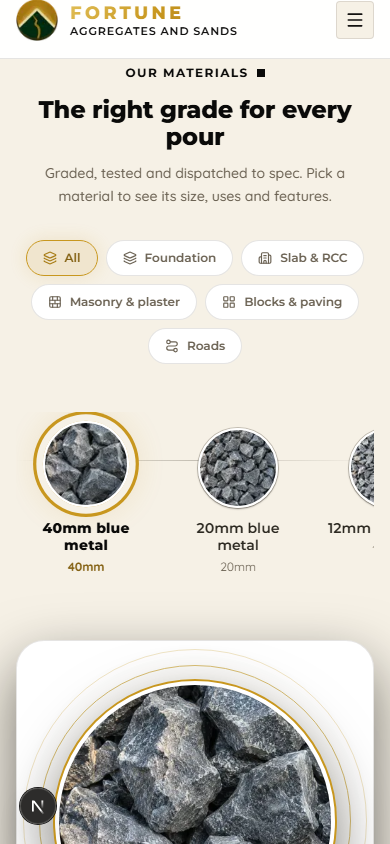 FORTUNE
AGGREGATES AND SANDS
OUR MATERIALS
The right grade for every
pour
Graded, tested and dispatched to spec. Pick a
material to see its size, uses and features.
All
Foundation
Slab & RCC
Masonry & plaster
Blocks & paving
Roads
40mm blue
metal
40mm
20mm blue
metal
20mm
12mm
N